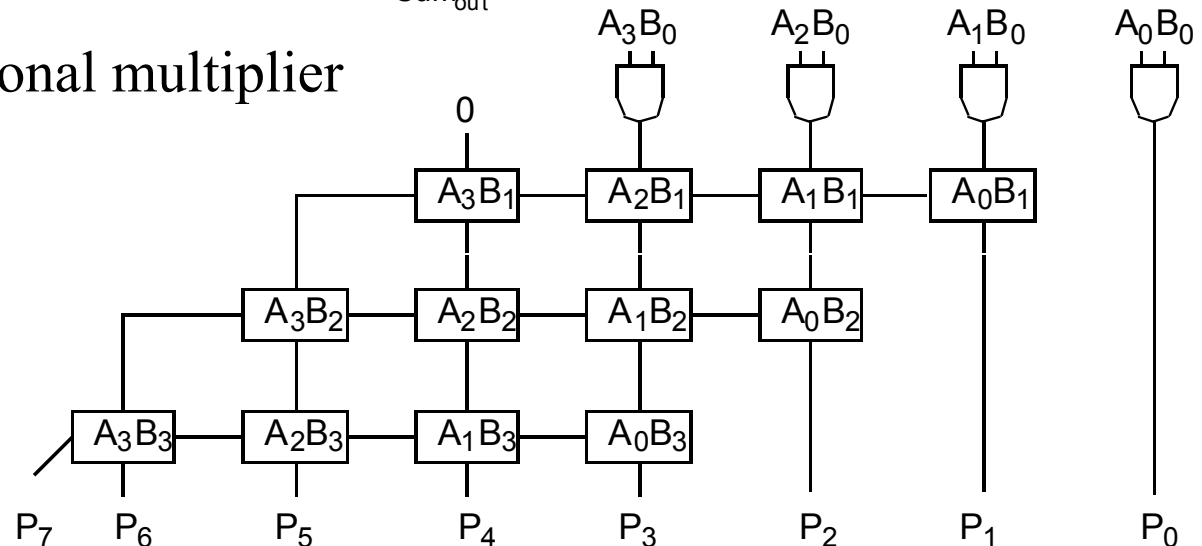 onal multiplier
A₃B₀ A₂B₀ A₁B₀ A₀B₀
0
A₃B₁ A₂B₁ A₁B₁ A₀B₁
A₃B₂ A₂B₂ A₁B₂ A₀B₂
A₃B₃ A₂B₃ A₁B₃ A₀B₃
P₇ P₆ P₅ P₄ P₃ P₂ P₁ P₀